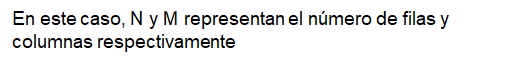 En este caso, N y M representan el número de filas y
columnas respectivamente